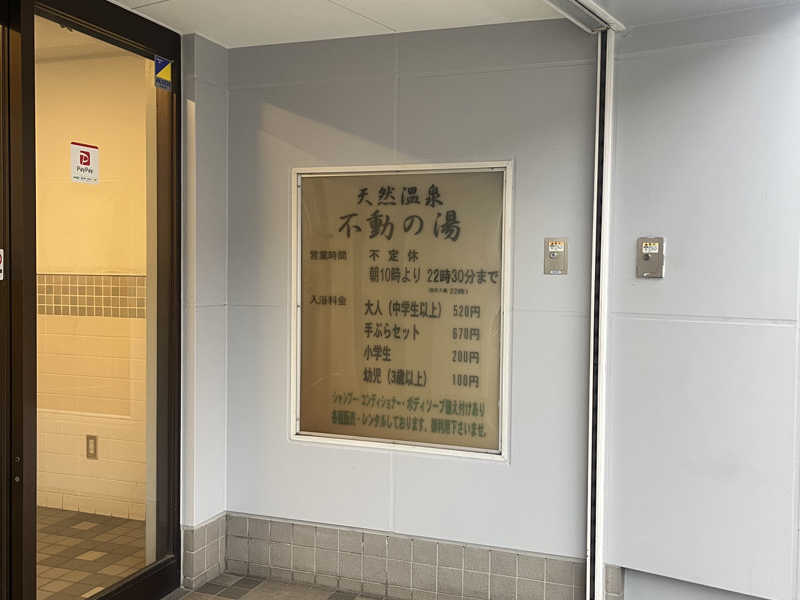 PayPay
天然温泉
不動の湯
営業時間 不定休
朝10時より 22時30分まで
入浴料金 大人（中学生以上） 520円
手ぶらセット 670円
小学生 200円
幼児（3歳以上） 100円
シャンプー・コンディショナー・ボディソープ備え付けあり
各種販売・レンタルしております。御利用下さいませ。